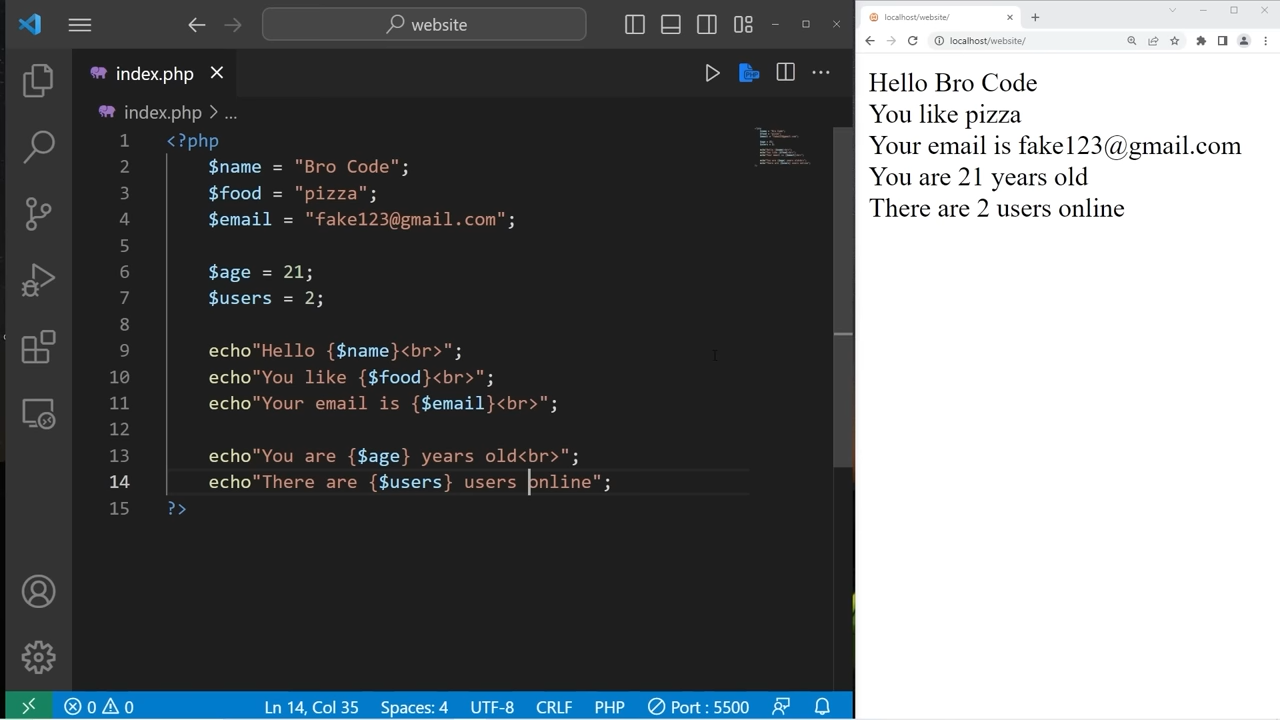 website
index.php
index.php > ...
1 <?php
2 $name = "Bro Code";
3 $food = "pizza";
4 $email = "fake123@gmail.com";
5
6 $age = 21;
7 $users = 2;
8
9 echo"Hello {$name}<br>";
10 echo"You like {$food}<br>";
11 echo"Your email is {$email}<br>";
12
13 echo"You are {$age} years old<br>";
14 echo"There are {$users} users online";
15 ?>
0 0 Ln 14, Col 35 Spaces: 4 UTF-8 CRLF PHP Port : 5500
localhost/website/
localhost/website/
Hello Bro Code
You like pizza
Your email is fake123@gmail.com
You are 21 years old
There are 2 users online